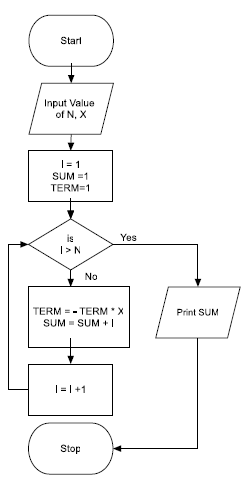 Start
Input Value
of N, X
I = 1
SUM =1
TERM=1
is
I > N
Yes
No
TERM = - TERM * X
SUM = SUM + I
Print SUM
I = I +1
Stop